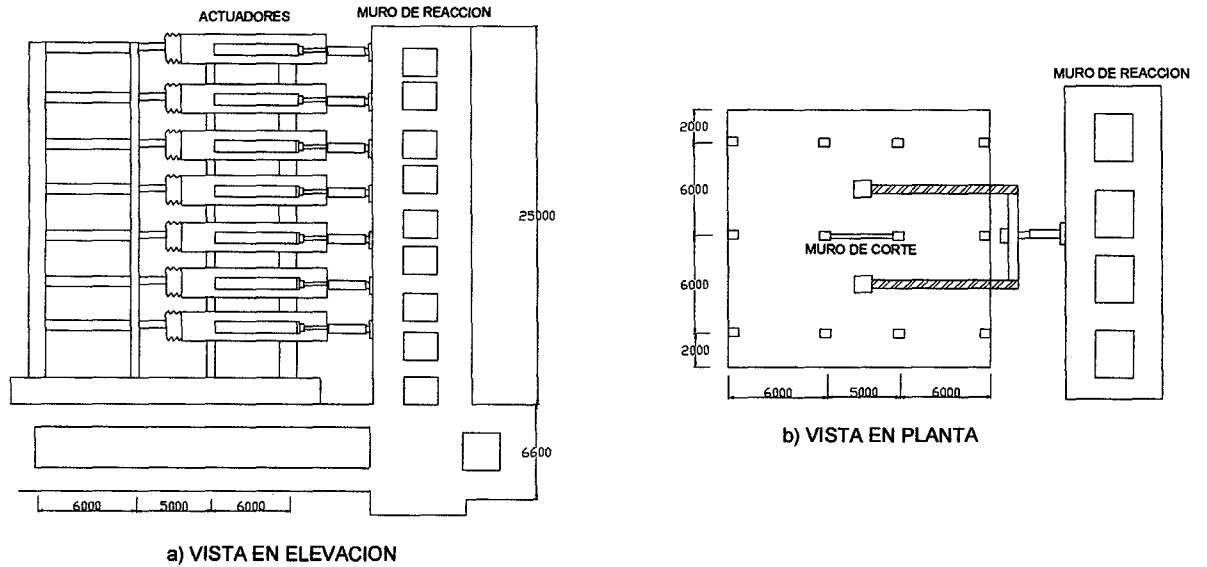 ACTUADORES
MURO DE REACCION
25000
6600
6000 5000 6000
a) VISTA EN ELEVACION
MURO DE REACCION
2000
6000
MURO DE CORTE
6000
2000
6000 5000 6000
b) VISTA EN PLANTA